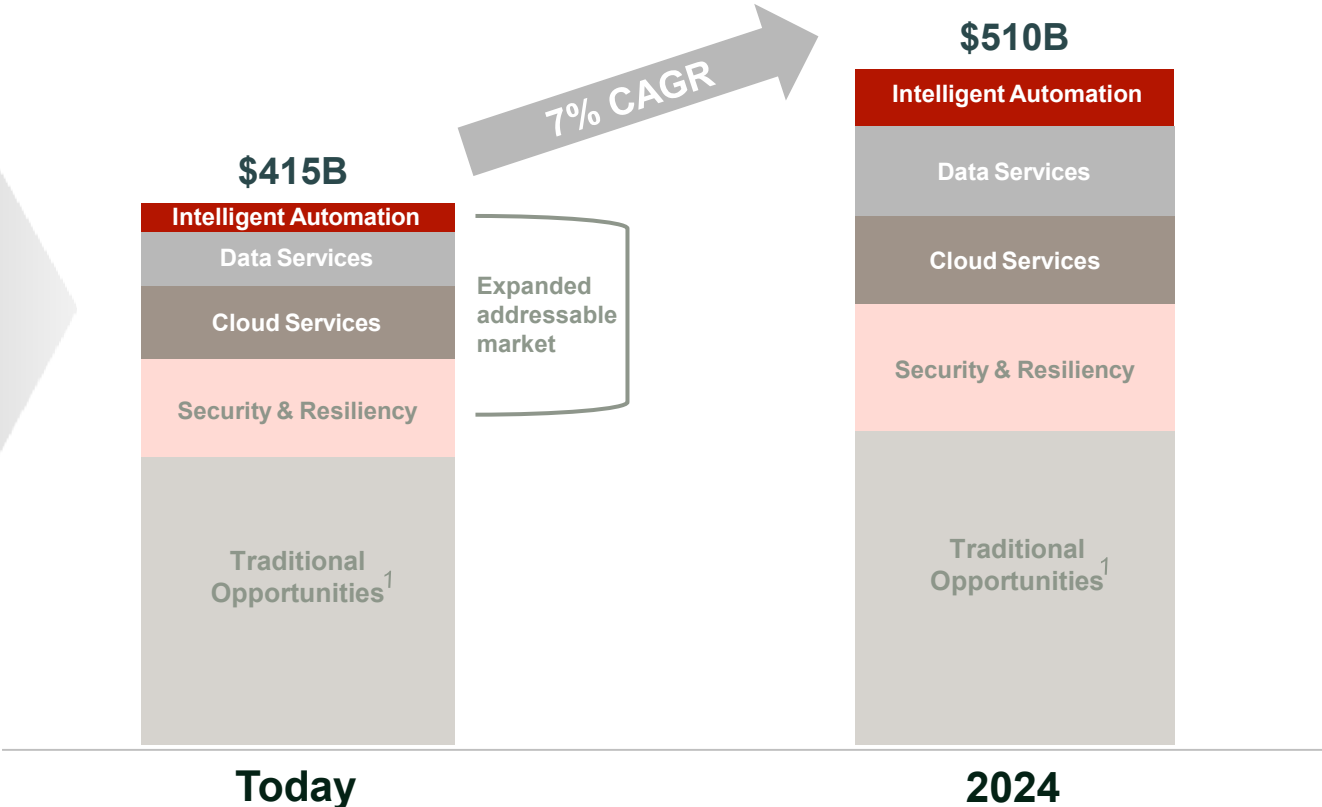 $510B
Intelligent Automation
7% CAGR
Data Services
$415B
Intelligent Automation
Data Services
Cloud Services
Expanded
addressable
market
Cloud Services
Security & Resiliency
Security & Resiliency
Traditional
Opportunities1
Traditional
Opportunities1
Today
2024